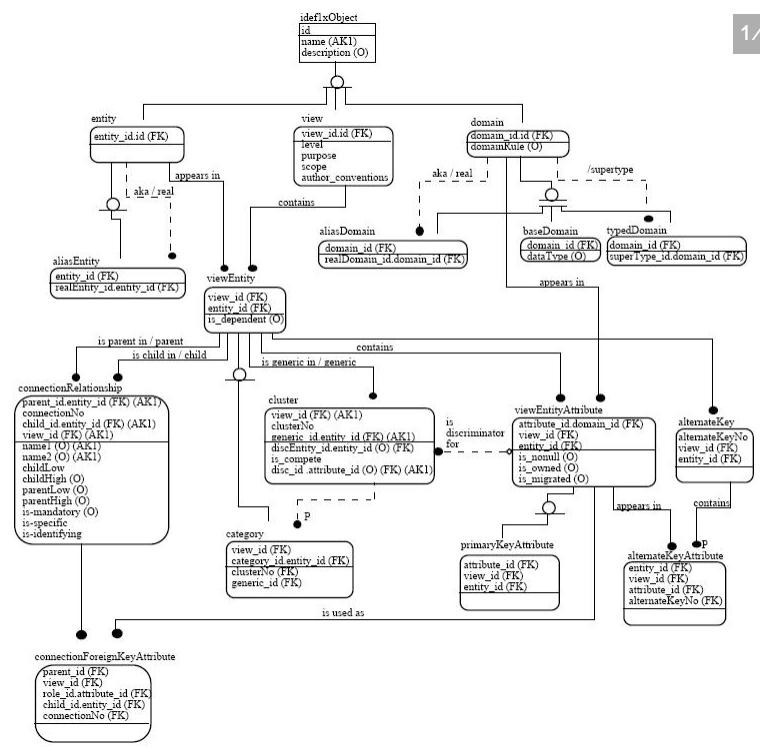 idef1xObject
id
name (AK1)
description (O)
1/
entity
entity_id.id (FK)
view
view_id.id (FK)
level
purpose
scope
author_conventions
domain
domain_id.id (FK)
domainRule (O)
appears in
aka / real
contains
aka / real
/supertype
aliasEntity
entity_id (FK)
realEntity_id.entity_id (FK)
aliasDomain
domain_id (FK)
realDomain_id.domain_id (FK)
baseDomain
domain_id (FK)
dataType (O)
typedDomain
domain_id (FK)
superType_id.domain_id (FK)
viewEntity
view_id (FK)
entity_id (FK)
is_dependent (O)
appears in
is parent in / parent
is child in / child
contains
is generic in / generic
connectionRelationship
parent_id.entity_id (FK) (AK1)
connectionNo
child_id.entity_id (FK) (AK1)
view_id (FK) (AK1)
name1 (O) (AK1)
name2 (O) (AK1)
childLow
childHigh (O)
parentLow (O)
parentHigh (O)
is-mandatory (O)
is-specific
is-identifying
cluster
view_id (FK) (AK1)
clusterNo
generic_id.entity_id (FK) (AK1)
discEntity_id.entity_id (O) (FK)
is_compete
disc_id .attribute_id (O) (FK) (AK1)
is
discriminator
for
viewEntityAttribute
attribute_id.domain_id (FK)
view_id (FK)
entity_id (FK)
is_nonull (O)
is_owned (O)
is_migrated (O)
alternateKey
alternateKeyNo
view_id (FK)
entity_id (FK)
P
category
view_id (FK)
category_id.entity_id (FK)
clusterNo (FK)
generic_id (FK)
primaryKeyAttribute
attribute_id (FK)
view_id (FK)
entity_id (FK)
appears in
contains
P
alternateKeyAttribute
entity_id (FK)
view_id (FK)
attribute_id (FK)
alternateKeyNo (FK)
is used as
connectionForeignKeyAttribute
parent_id (FK)
view_id (FK)
role_id.attribute_id (FK)
child_id.entity_id (FK)
connectionNo (FK)